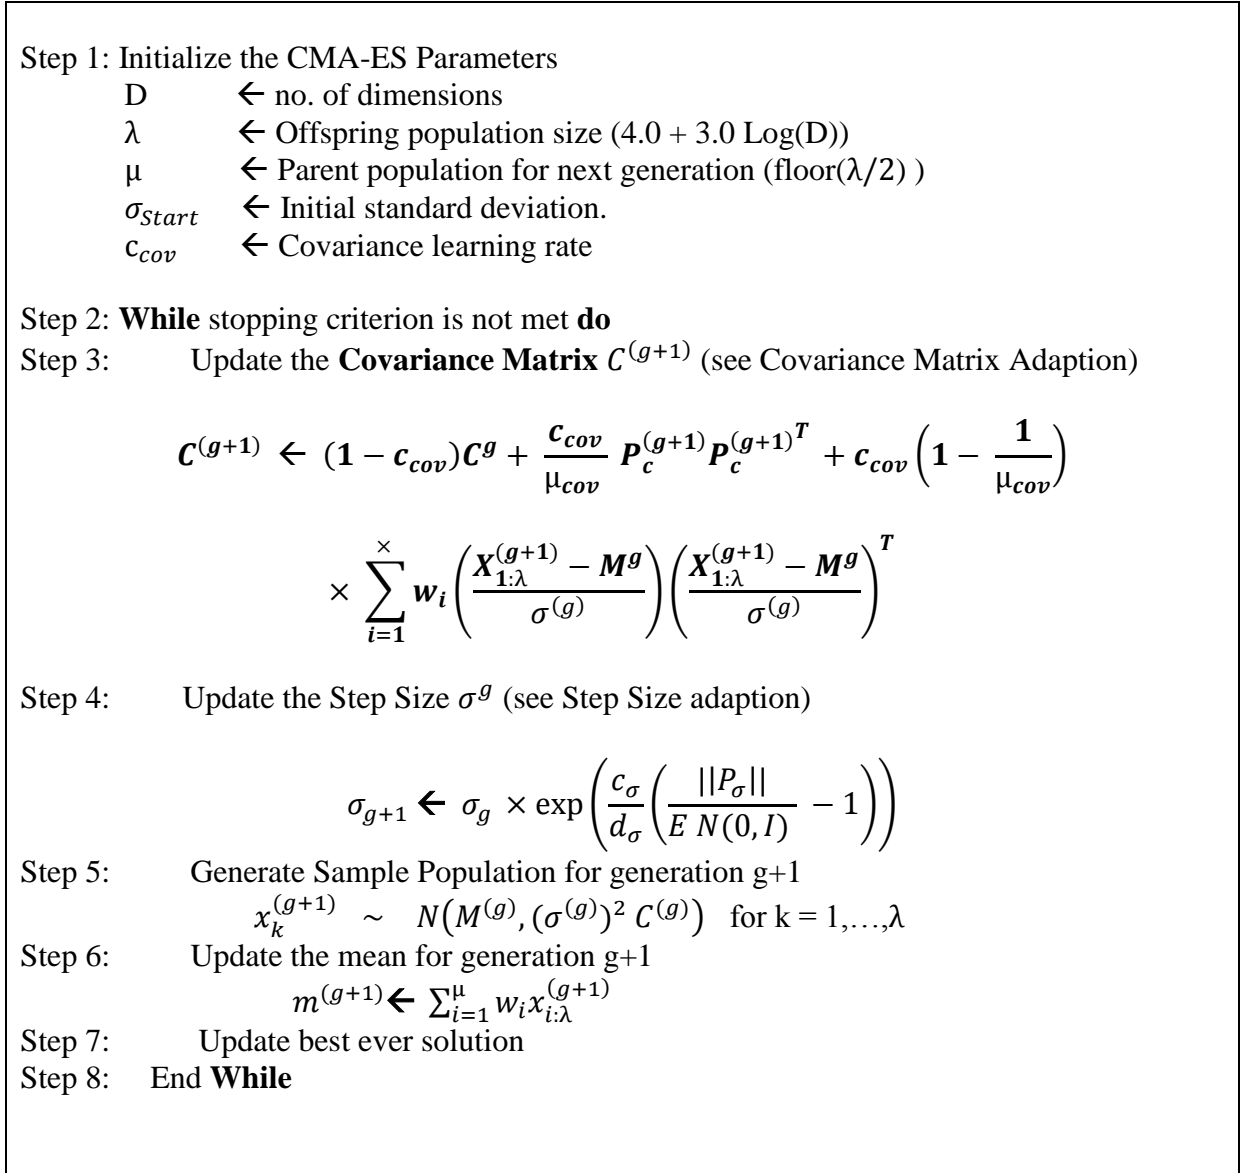 Step 1: Initialize the CMA-ES Parameters
D ← no. of dimensions
λ ← Offspring population size (4.0 + 3.0 Log(D))
μ ← Parent population for next generation (floor(λ/2) )
σ_Start ← Initial standard deviation.
c_cov ← Covariance learning rate
Step 2: While stopping criterion is not met do
Step 3: Update the Covariance Matrix C^(g+1) (see Covariance Matrix Adaption)
C^(g+1) ← (1 − c_cov)C^g + c_cov/μ_cov P_c^(g+1) P_c^(g+1)^T + c_cov (1 − 1/μ_cov)
× ∑_{i=1}^{×} w_i ((X_{1:λ}^(g+1) − M^g)/σ^(g)) ((X_{1:λ}^(g+1) − M^g)/σ^(g))^T
Step 4: Update the Step Size σ^g (see Step Size adaption)
σ_{g+1} ← σ_g × exp(c_σ/d_σ (||P_σ||/E N(0, I) − 1))
Step 5: Generate Sample Population for generation g+1
x_k^(g+1) ~ N(M^(g), (σ^(g))^2 C^(g)) for k = 1,…,λ
Step 6: Update the mean for generation g+1
m^(g+1) ← ∑_{i=1}^{μ} w_i x_{i:λ}^(g+1)
Step 7: Update best ever solution
Step 8: End While